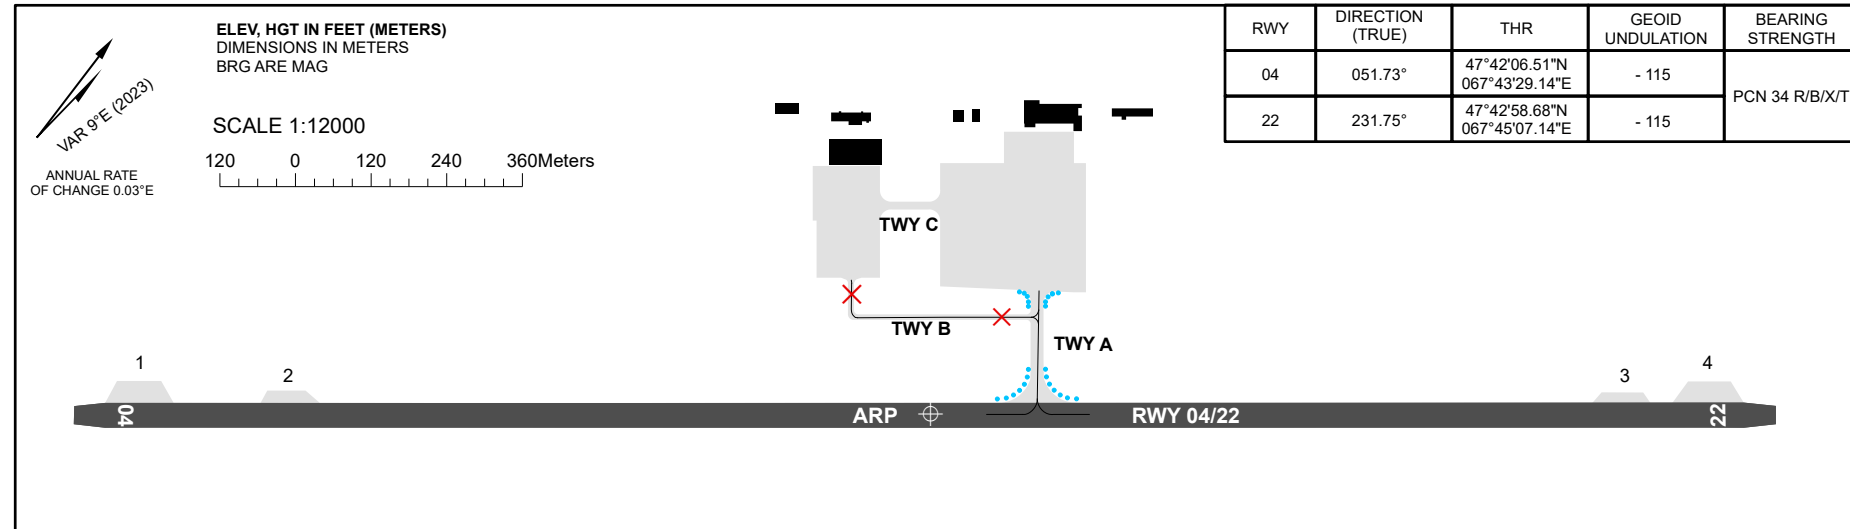 ELEV, HGT IN FEET (METERS)
DIMENSIONS IN METERS
BRG ARE MAG
VAR 9°E (2023)
ANNUAL RATE
OF CHANGE 0.03°E
SCALE 1:12000
120 0 120 240 360Meters
RWY DIRECTION (TRUE) THR GEOID UNDULATION BEARING STRENGTH
04 051.73° 47°42'06.51"N 067°43'29.14"E - 115 PCN 34 R/B/X/T
22 231.75° 47°42'58.68"N 067°45'07.14"E - 115
TWY C
TWY B
TWY A
1
2
3
4
04
ARP
RWY 04/22
22